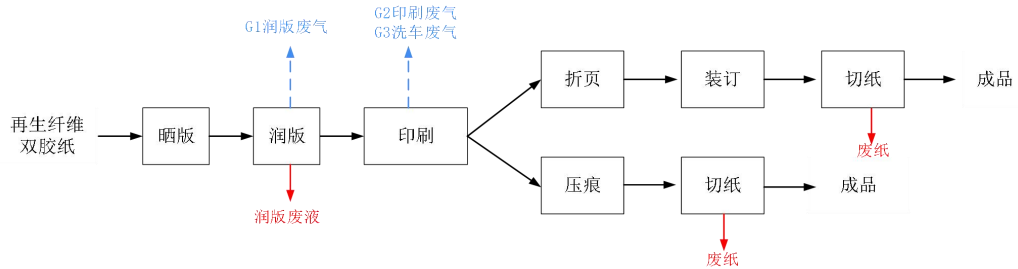 G1润版废气
G2印刷废气
G3洗车废气
折页
装订
切纸
成品
再生纤维
双胶纸
晒版
润版
印刷
废纸
压痕
切纸
成品
润版废液
废纸